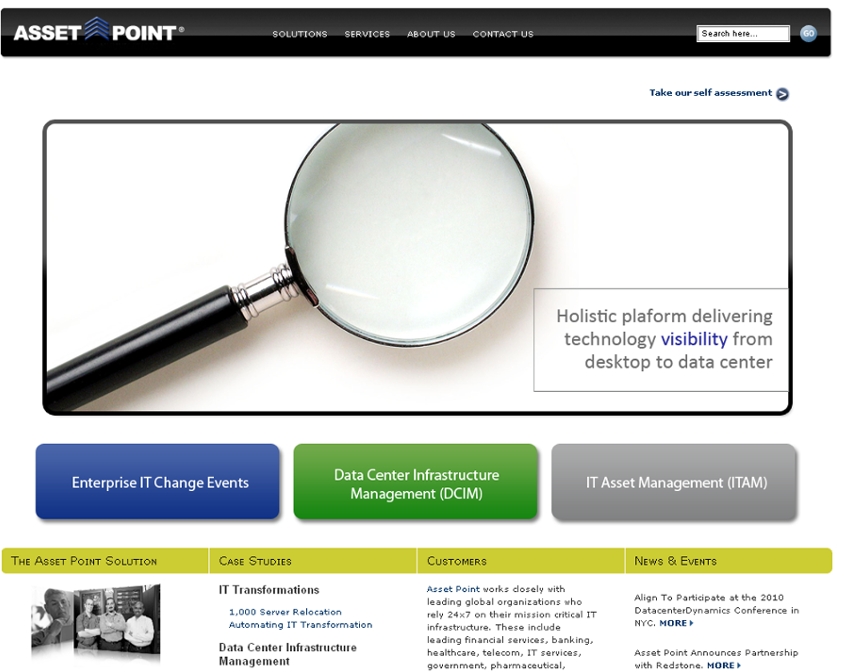 ASSET POINT®
SOLUTIONS SERVICES ABOUT US CONTACT US
Search here...
GO
Take our self assessment
Holistic plaform delivering
technology visibility from
desktop to data center
Enterprise IT Change Events
Data Center Infrastructure
Management (DCIM)
IT Asset Management (ITAM)
The Asset Point Solution
Case Studies
IT Transformations
1,000 Server Relocation
Automating IT Transformation
Data Center Infrastructure
Management
Customers
Asset Point works closely with
leading global organizations who
rely 24x7 on their mission critical IT
infrastructure. These include
leading financial services, banking,
healthcare, telecom, IT services,
government, pharmaceutical,
News & Events
Align To Participate at the 2010
DatacenterDynamics Conference in
NYC. MORE
Asset Point Announces Partnership
with Redstone. MORE